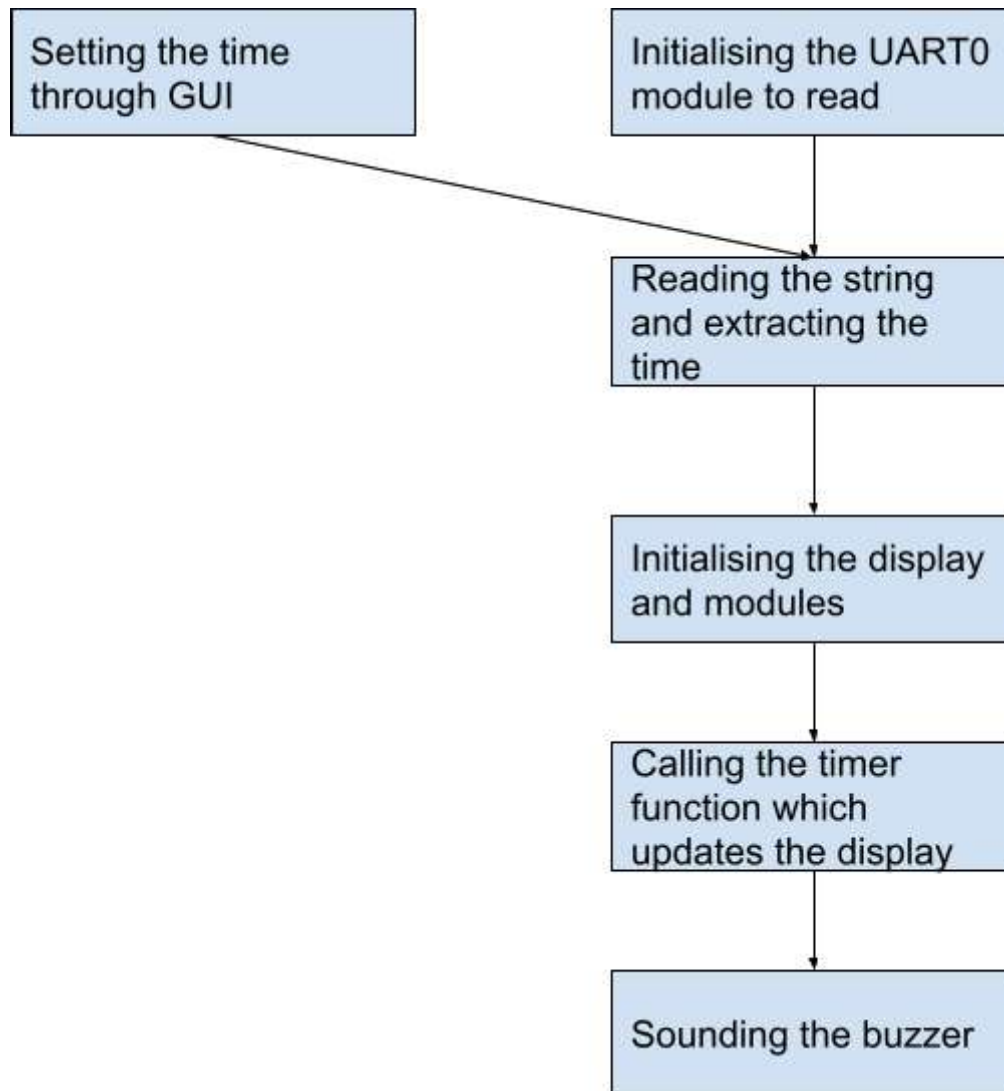 Setting the time
through GUI
Initialising the UART0
module to read
Reading the string
and extracting the
time
Initialising the display
and modules
Calling the timer
function which
updates the display
Sounding the buzzer